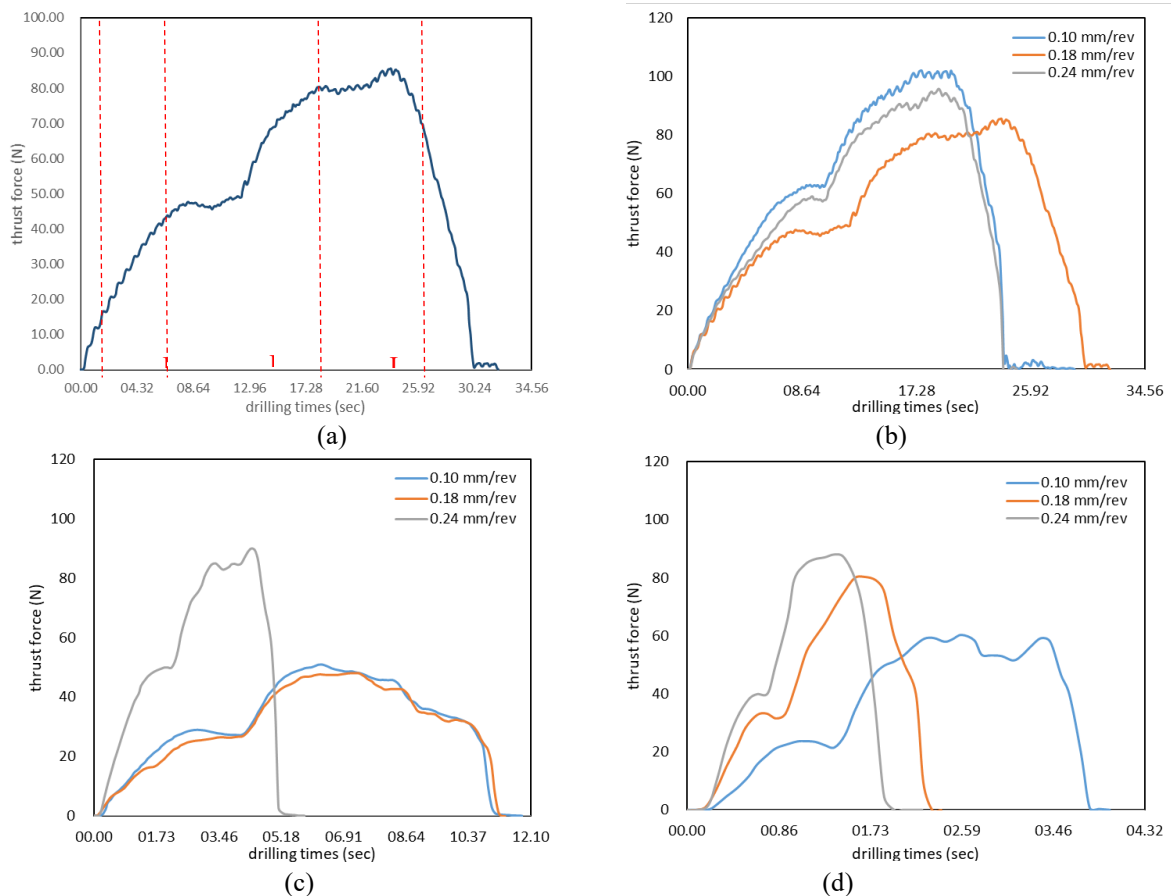 100.00
90.00
80.00
70.00
60.00
50.00
40.00
30.00
20.00
10.00
0.00
thrust force (N)
00.00 04.32 08.64 12.96 17.28 21.60 25.92 30.24 34.56
drilling times (sec)
(a)
120
100
80
60
40
20
0
thrust force (N)
0.10 mm/rev
0.18 mm/rev
0.24 mm/rev
00.00 08.64 17.28 25.92 34.56
drilling times (sec)
(b)
120
100
80
60
40
20
0
thrust force (N)
0.10 mm/rev
0.18 mm/rev
0.24 mm/rev
00.00 01.73 03.46 05.18 06.91 08.64 10.37 12.10
drilling times (sec)
(c)
120
100
80
60
40
20
0
thrust force (N)
0.10 mm/rev
0.18 mm/rev
0.24 mm/rev
00.00 00.86 01.73 02.59 03.46 04.32
drilling times (sec)
(d)